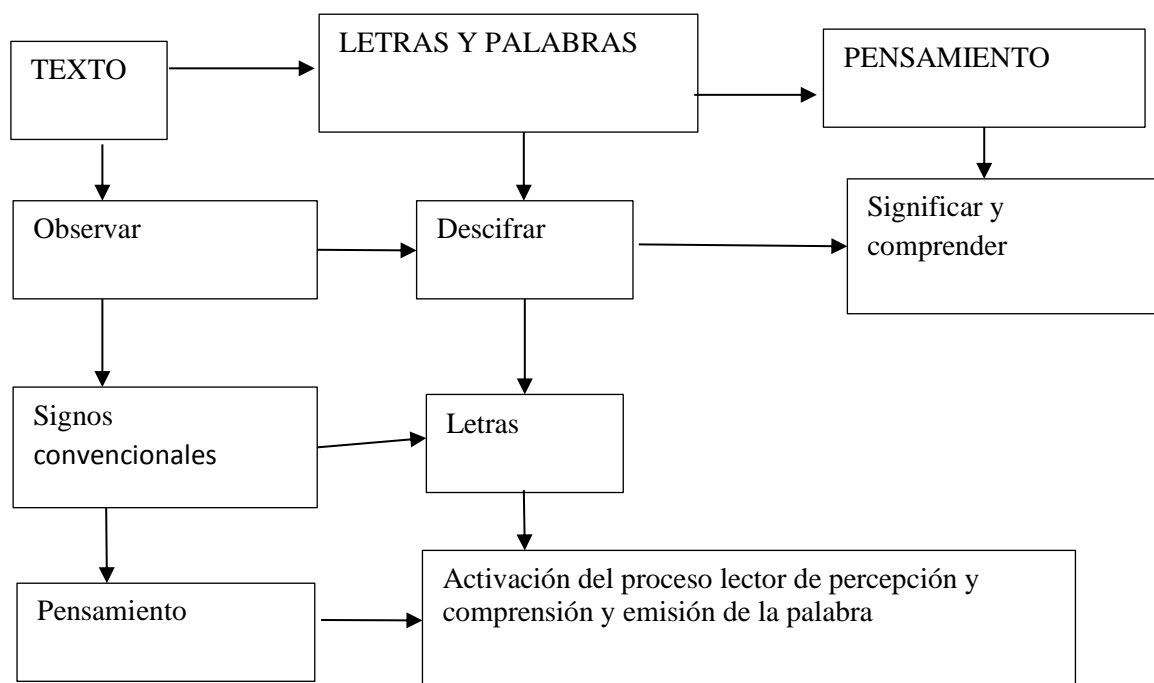 TEXTO
LETRAS Y PALABRAS
PENSAMIENTO
Observar
Descifrar
Significar y
comprender
Signos
convencionales
Letras
Pensamiento
Activación del proceso lector de percepción y
comprensión y emisión de la palabra